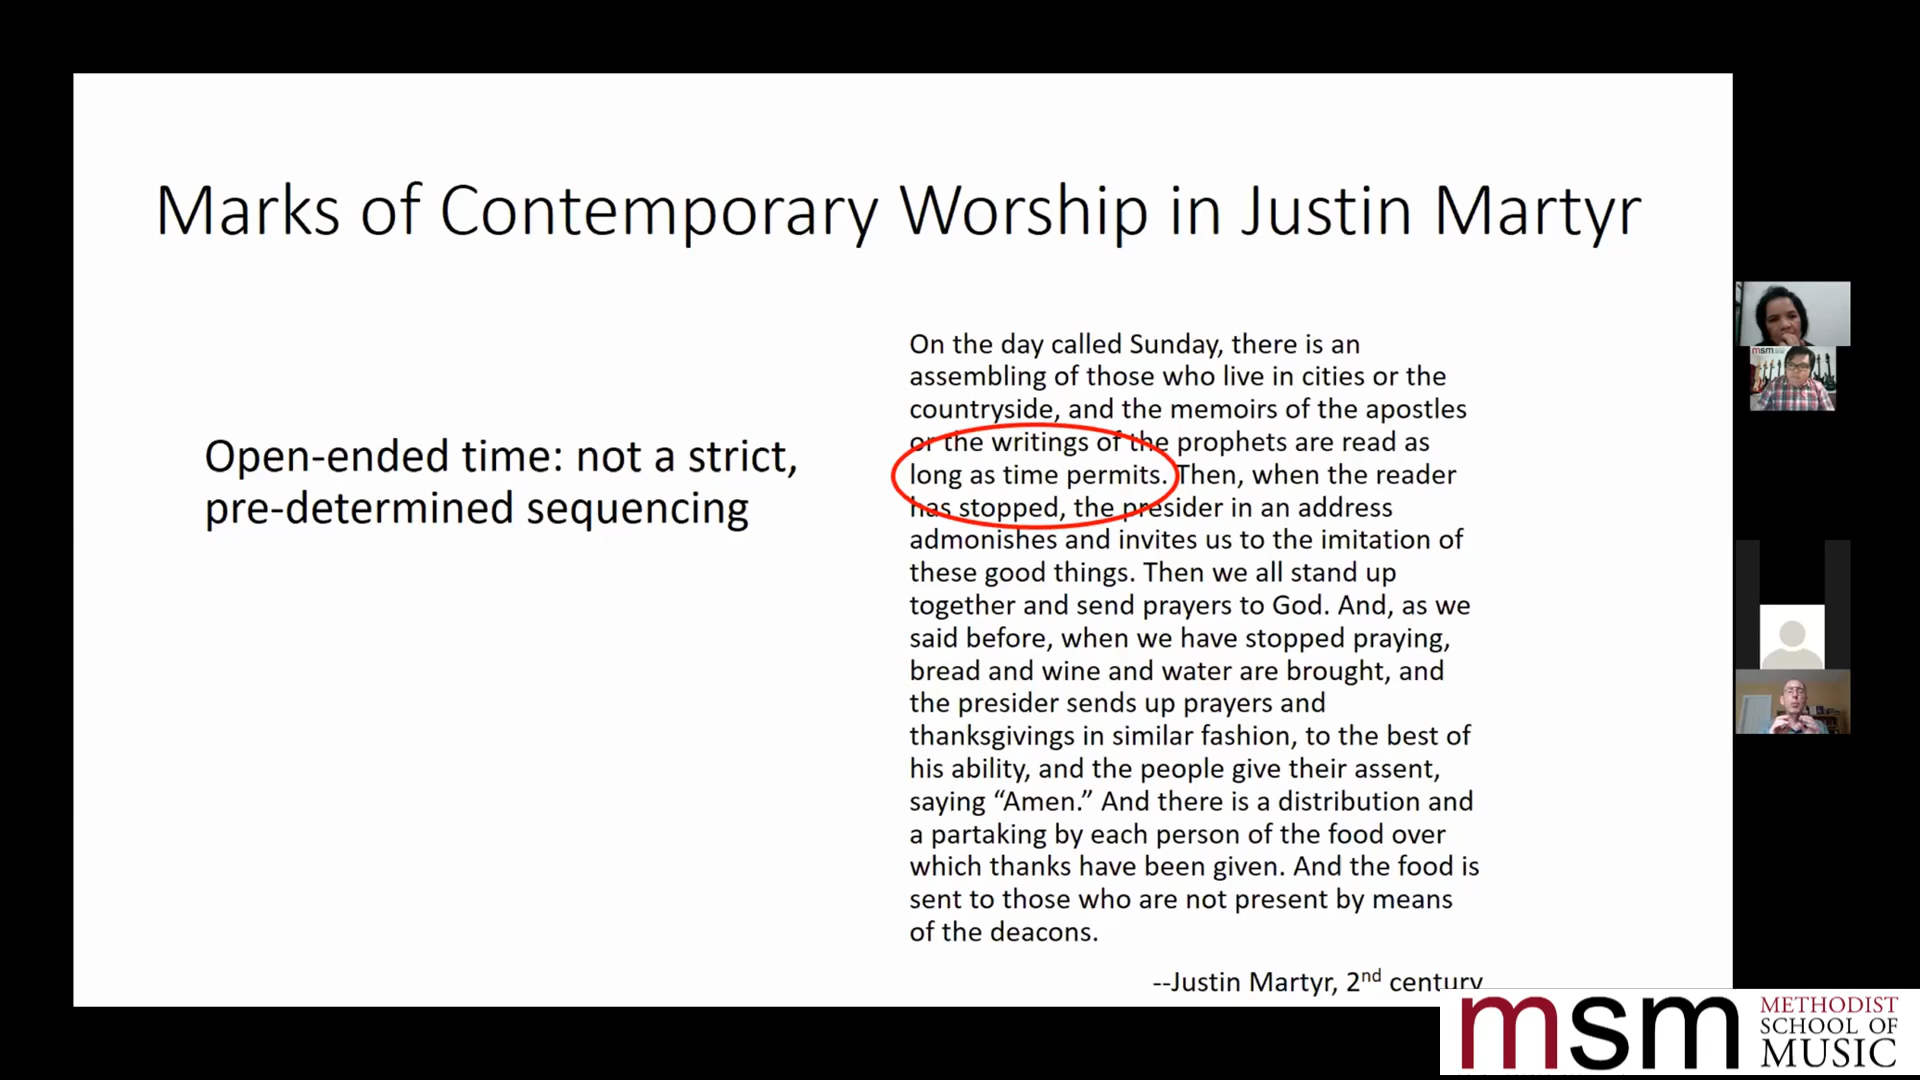 Marks of Contemporary Worship in Justin Martyr
Open-ended time: not a strict,
pre-determined sequencing
On the day called Sunday, there is an
assembling of those who live in cities or the
countryside, and the memoirs of the apostles
or the writings of the prophets are read as
long as time permits. Then, when the reader
has stopped, the presider in an address
admonishes and invites us to the imitation of
these good things. Then we all stand up
together and send prayers to God. And, as we
said before, when we have stopped praying,
bread and wine and water are brought, and
the presider sends up prayers and
thanksgivings in similar fashion, to the best of
his ability, and the people give their assent,
saying “Amen.” And there is a distribution and
a partaking by each person of the food over
which thanks have been given. And the food is
sent to those who are not present by means
of the deacons.
--Justin Martyr, 2nd century
msm
msm
METHODIST
SCHOOL OF
MUSIC